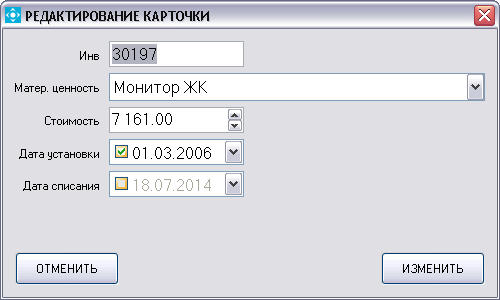 РЕДАКТИРОВАНИЕ КАРТОЧКИ
Инв 30197
Матер. ценность Монитор ЖК
Стоимость 7 161.00
Дата установки 01.03.2006
Дата списания 18.07.2014
ОТМЕНИТЬ ИЗМЕНИТЬ